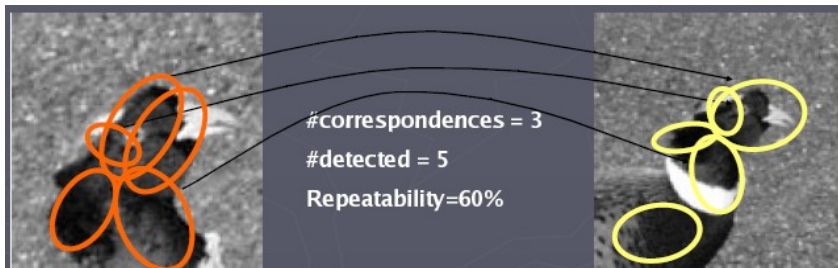 #correspondences = 3
#detected = 5
Repeatability=60%